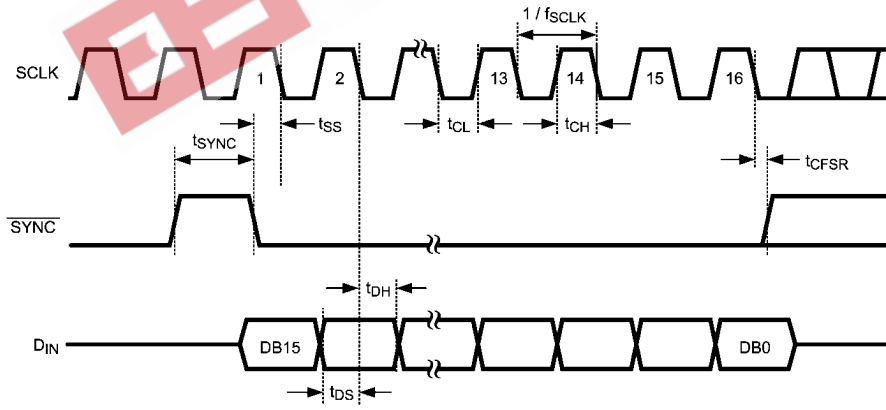 1 / fSCLK
SCLK
1 2 13 14 15 16
tSS tCL tCH
tSYNC
tCFSR
SYNC
tDH
DIN
DB15 DB0
tDS